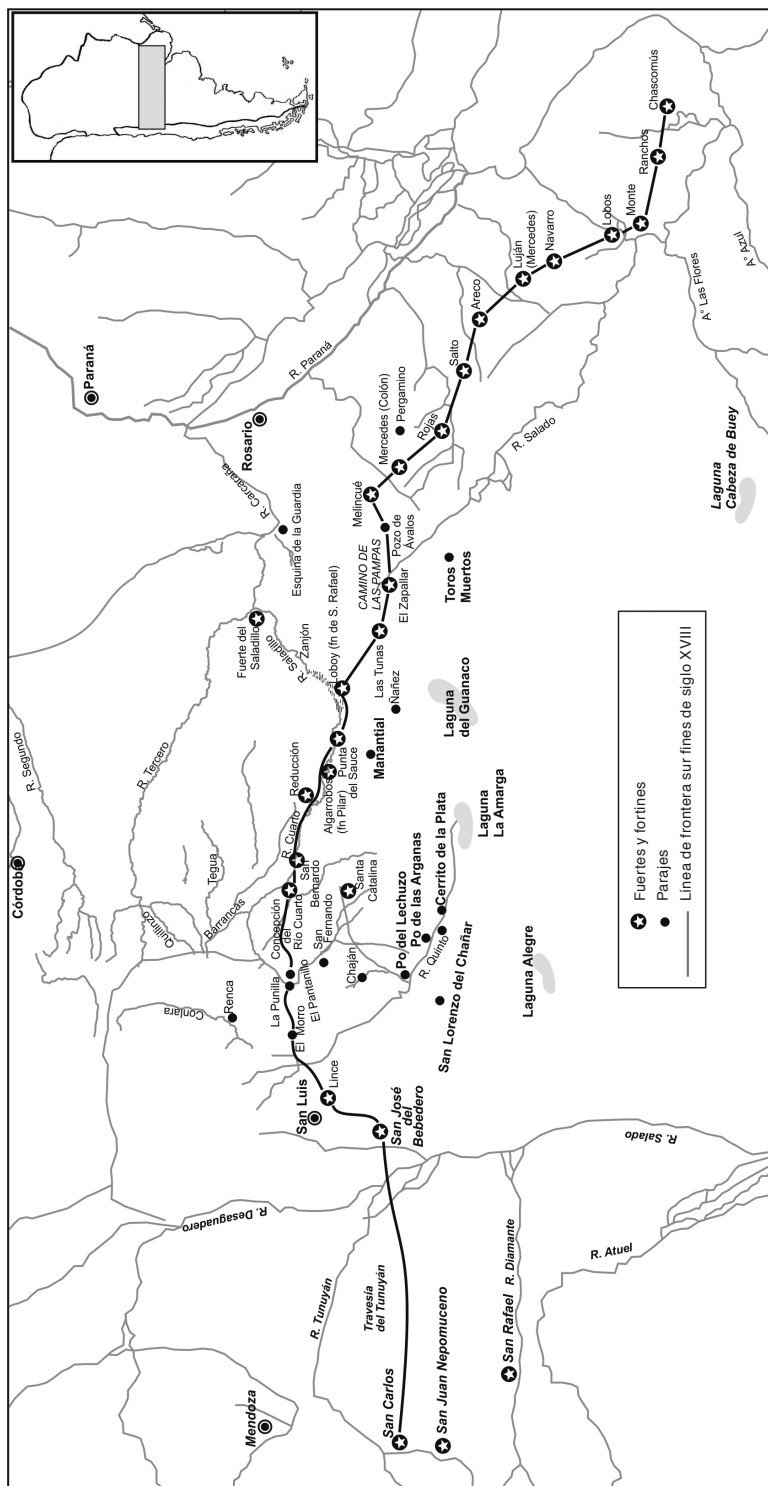 Córdoba
R. Segundo
Paraná
Rosario
R. Paraná
R. Carcarañá
Esquina de la Guardia
R. Tercero
Fuerte del
Saladillo
R. Saladillo
Zanjón
Loboy (fn de S. Rafael)
CAMINO DE
LAS PAMPAS
Las Tunas
El Zapallar
Pozo de
Ávalos
Melincué
Mercedes (Colón)
Pergamino
Rojas
Salto
Areco
Luján
(Mercedes)
Navarro
Lobos
Monte
Ranchos
Chascomús
R. Salado
A° Las Flores
A° Azul
Laguna
Cabeza de Buey
Toros
Muertos
Ñañez
Laguna
del Guanaco
Manantial
Punta
del Sauce
Algarrobos
(fn Pilar)
Reducción
R. Cuarto
San
Bernardo
Concepción
del
Río Cuarto
Santa
Catalina
San
Fernando
Chaján
Tegua
Barrancas
Quillinzo
Conlara
Renca
La Punilla
El Pantanillo
El Morro
Lince
San Luis
San José
del
Bebedero
Po del Lechuzo
Po de las Arganas
Cerrito de la Plata
R. Quinto
San Lorenzo del Chañar
Laguna
La Amarga
Laguna Alegre
R. Desaguadero
R. Tunuyán
Travesía
del Tunuyán
Mendoza
San Carlos
San Juan Nepomuceno
San Rafael
R. Diamante
R. Atuel
R. Salado
Fuertes y fortines
Parajes
Línea de frontera sur fines de siglo XVIII